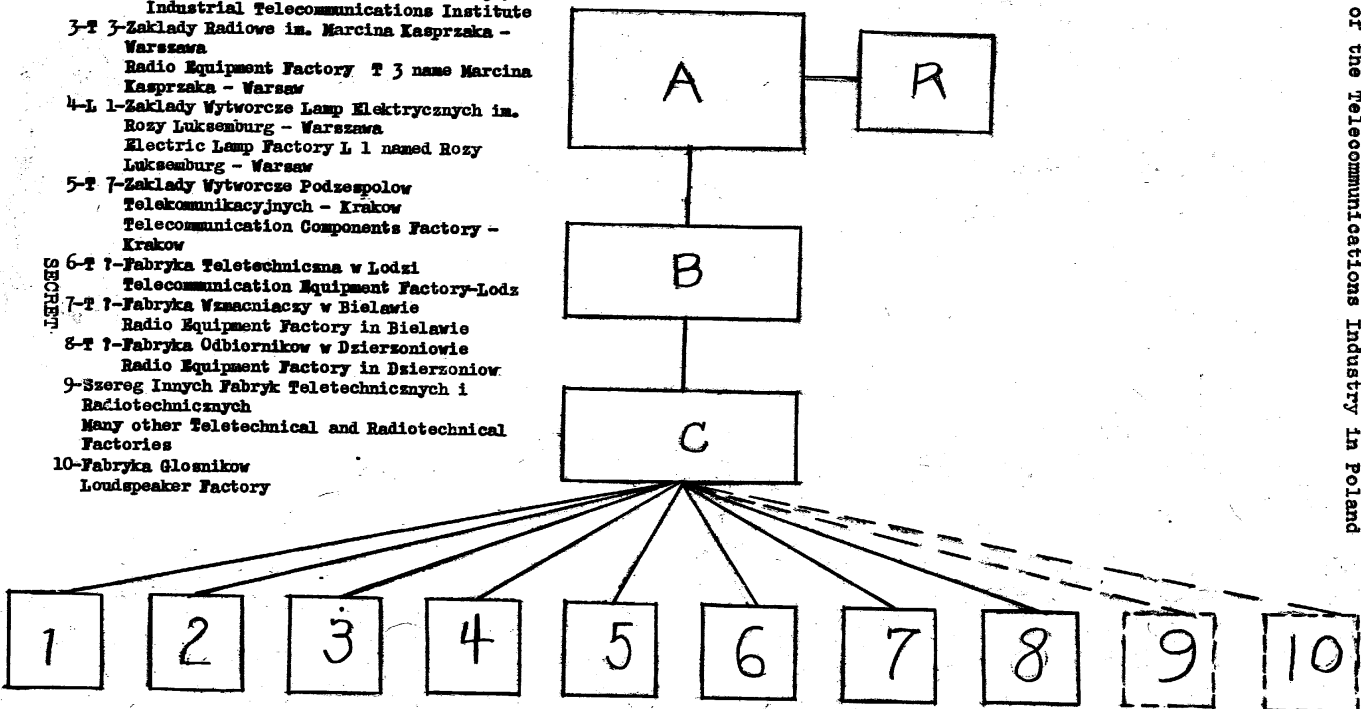 Industrial Telecommunications Institute
3-T 3-Zaklady Radiowe im. Marcina Kasprzaka -
Warszawa
Radio Equipment Factory T 3 name Marcina
Kasprzaka - Warsaw
4-L 1-Zaklady Wytworcze Lamp Elektrycznych im.
Rozy Luksemburg - Warszawa
Electric Lamp Factory L 1 named Rozy
Luksemburg - Warsaw
5-T 7-Zaklady Wytworcze Podzespolow
Telekomunikacyjnych - Krakow
Telecommunication Components Factory -
Krakow
6-T ?-Fabryka Teletechniczna w Lodzi
Telecommunication Equipment Factory-Lodz
7-T ?-Fabryka Wzmacniaczy w Bielawie
Radio Equipment Factory in Bielawie
8-T ?-Fabryka Odbiornikow w Dzierzoniowie
Radio Equipment Factory in Dzierzoniow
9-Szereg Innych Fabryk Teletechnicznych i
Radiotechnicznych
Many other Teletechnical and Radiotechnical
Factories
10-Fabryka Glosnikow
Loudspeaker Factory
SECRET
A
R
B
C
1
2
3
4
5
6
7
8
9
10
of the Telecommunications Industry in Poland